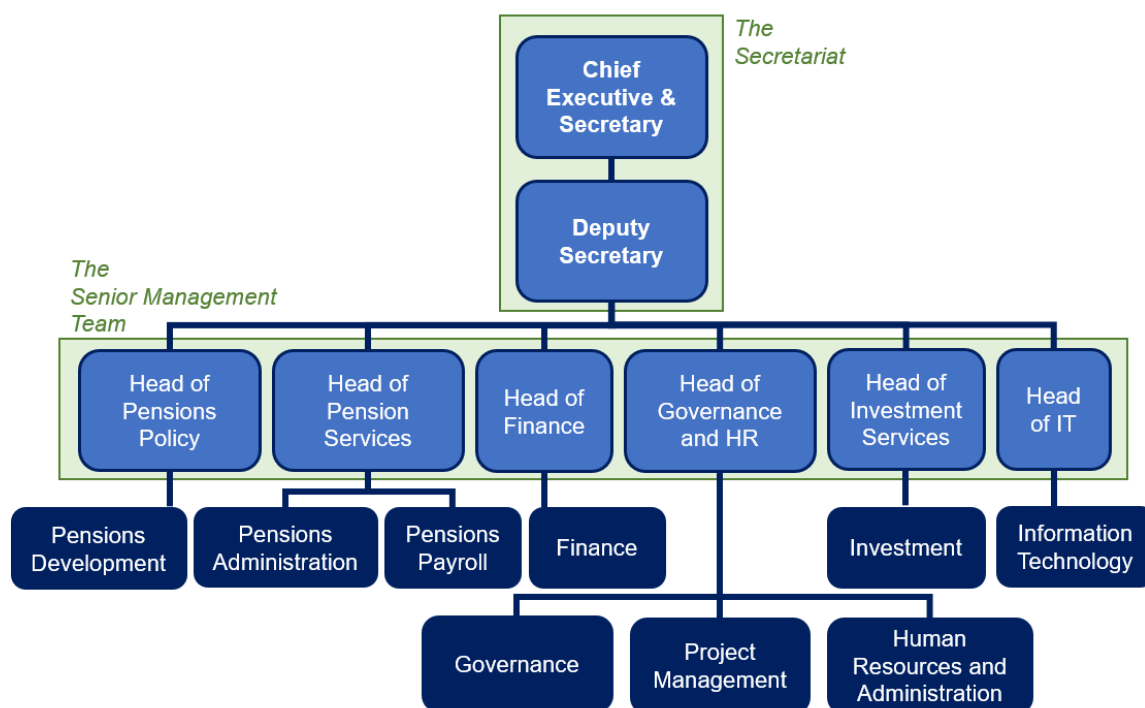 The
Secretariat
Chief
Executive &
Secretary
Deputy
Secretary
The
Senior Management
Team
Head of
Pensions
Policy
Head of
Pension
Services
Head of
Finance
Head of
Governance
and HR
Head of
Investment
Services
Head
of IT
Pensions
Development
Pensions
Administration
Pensions
Payroll
Finance
Investment
Information
Technology
Governance
Project
Management
Human
Resources and
Administration